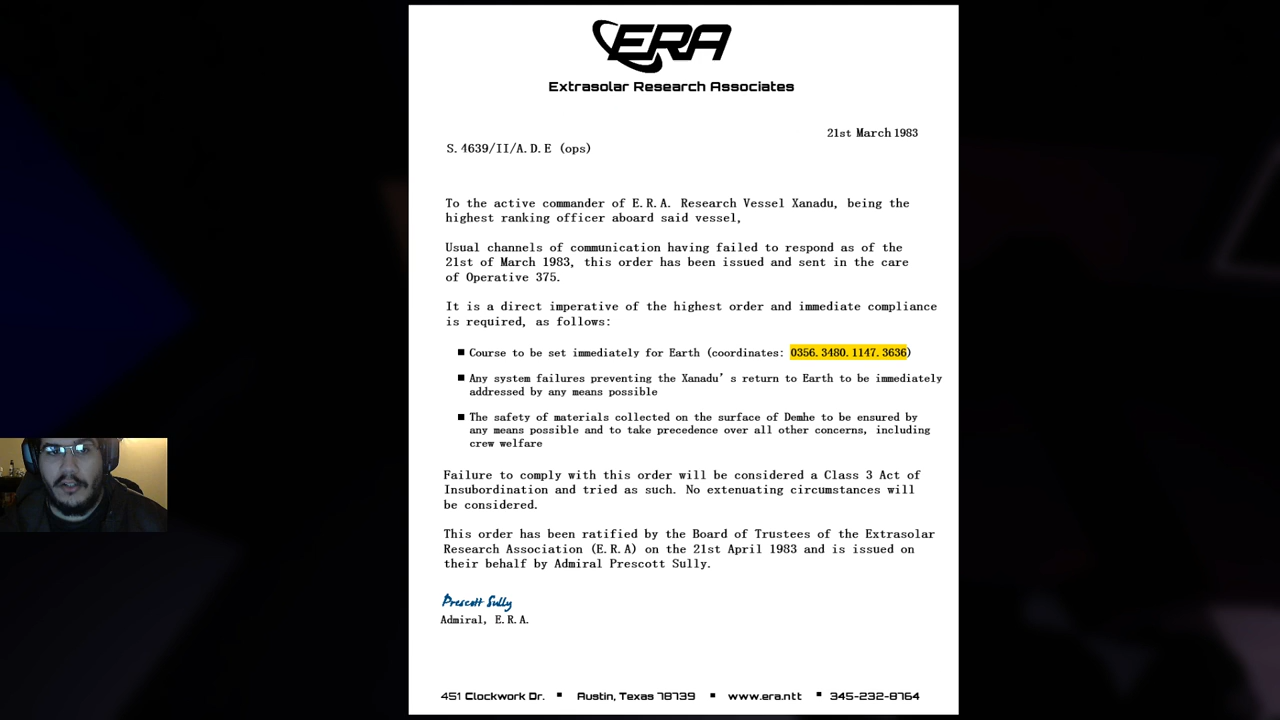 ERA
Extrasolar Research Associates
21st March 1983
S.4639/II/A.D.E (ops)
To the active commander of E.R.A. Research Vessel Xanadu, being the
highest ranking officer aboard said vessel,
Usual channels of communication having failed to respond as of the
21st of March 1983, this order has been issued and sent in the care
of Operative 375.
It is a direct imperative of the highest order and immediate compliance
is required, as follows:
■ Course to be set immediately for Earth (coordinates: 0356.3480.1147.3636)
■ Any system failures preventing the Xanadu's return to Earth to be immediately
addressed by any means possible
■ The safety of materials collected on the surface of Demhe to be ensured by
any means possible and to take precedence over all other concerns, including
crew welfare
Failure to comply with this order will be considered a Class 3 Act of
Insubordination and tried as such. No extenuating circumstances will
be considered.
This order has been ratified by the Board of Trustees of the Extrasolar
Research Association (E.R.A) on the 21st April 1983 and is issued on
their behalf by Admiral Prescott Sully.
Prescott Sully
Admiral, E.R.A.
451 Clockwork Dr. ■ Austin, Texas 78739 ■ www.era.ntt ■ 345-232-8764